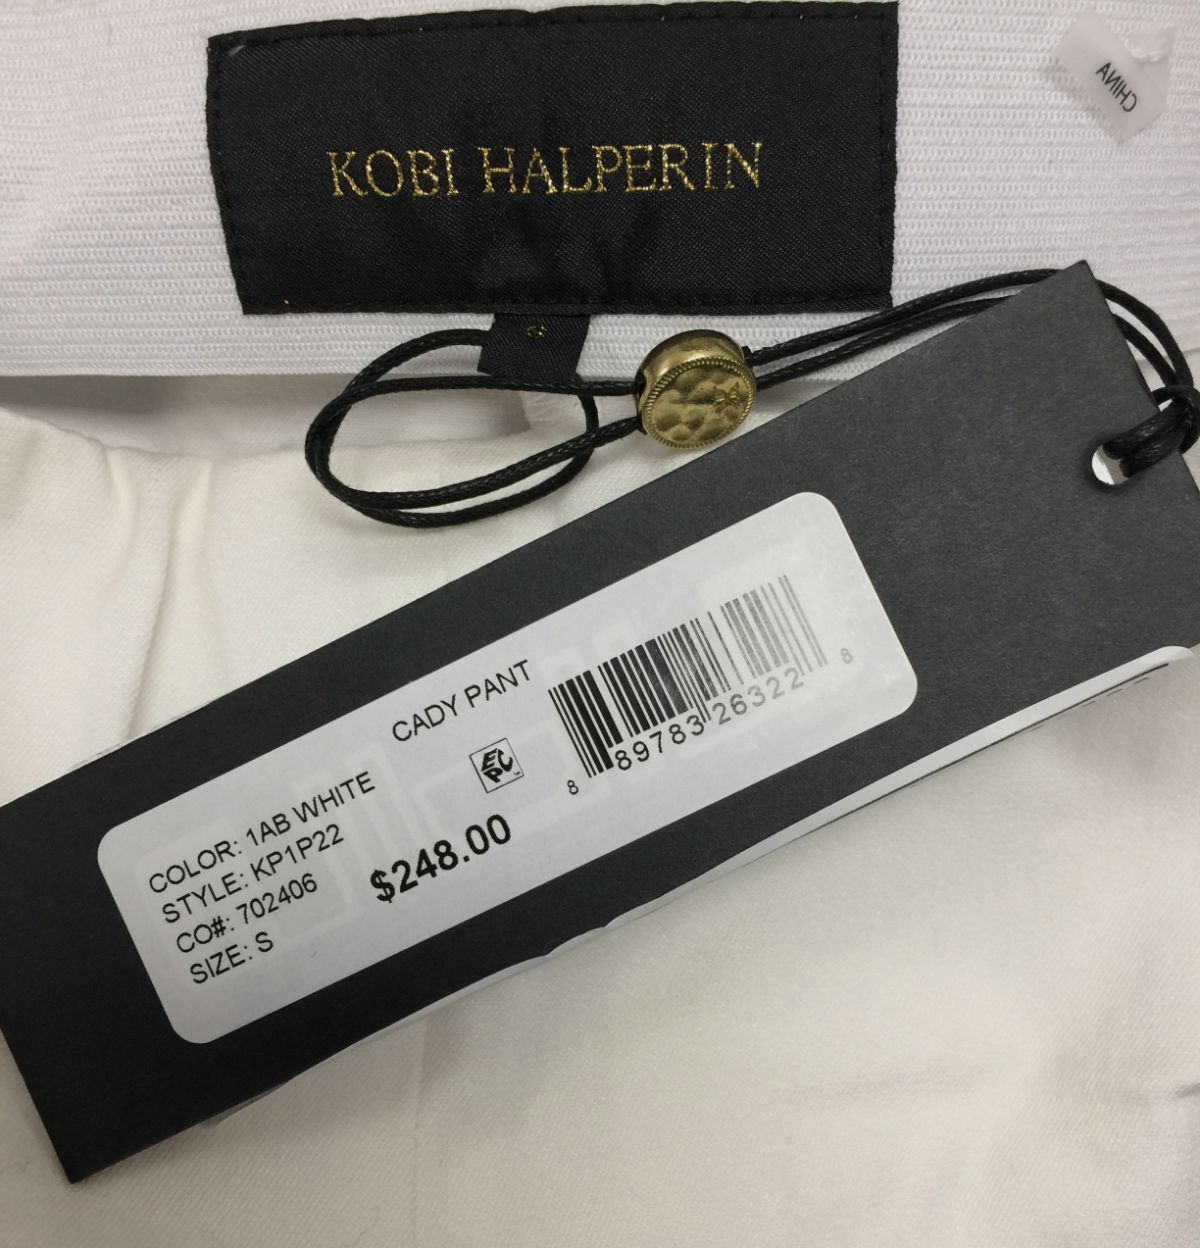 KOBI HALPERIN
CHINA
S
CADY PANT
COLOR: 1AB WHITE
STYLE: KP1P22
CO#: 702406
SIZE: S
$248.00
EPC
8 89783 26322 8